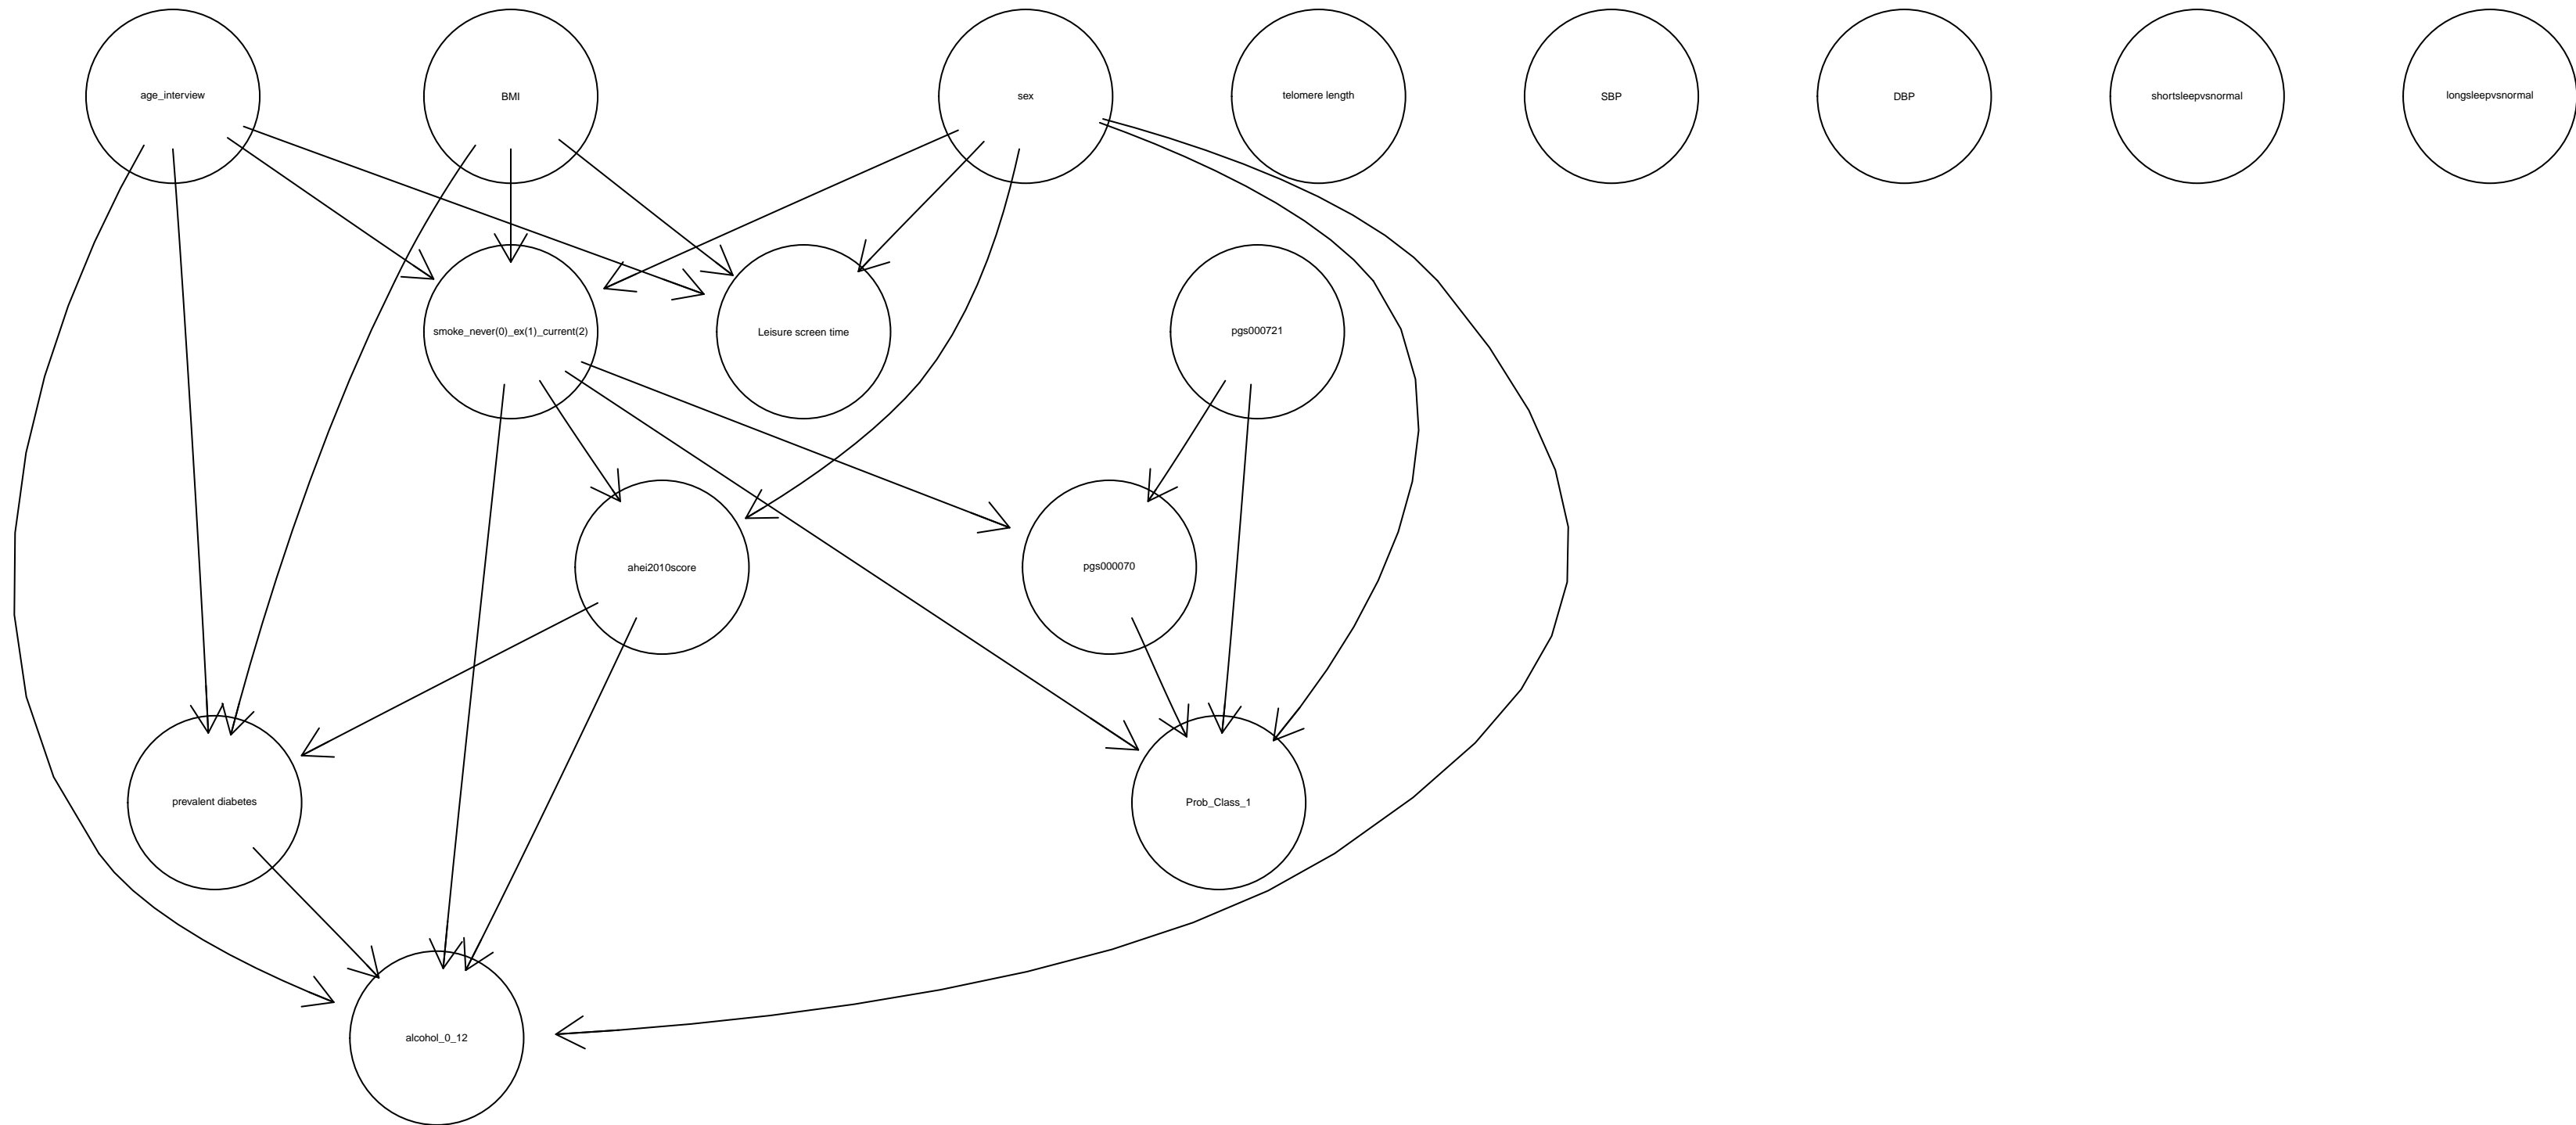 age_interview
BMI
sex
telomere length
SBP
DBP
shortsleepvsnormal
longsleepvsnormal
smoke_never(0)_ex(1)_current(2)
Leisure screen time
pgs000721
ahei2010score
pgs000070
prevalent diabetes
Prob_Class_1
alcohol_0_12